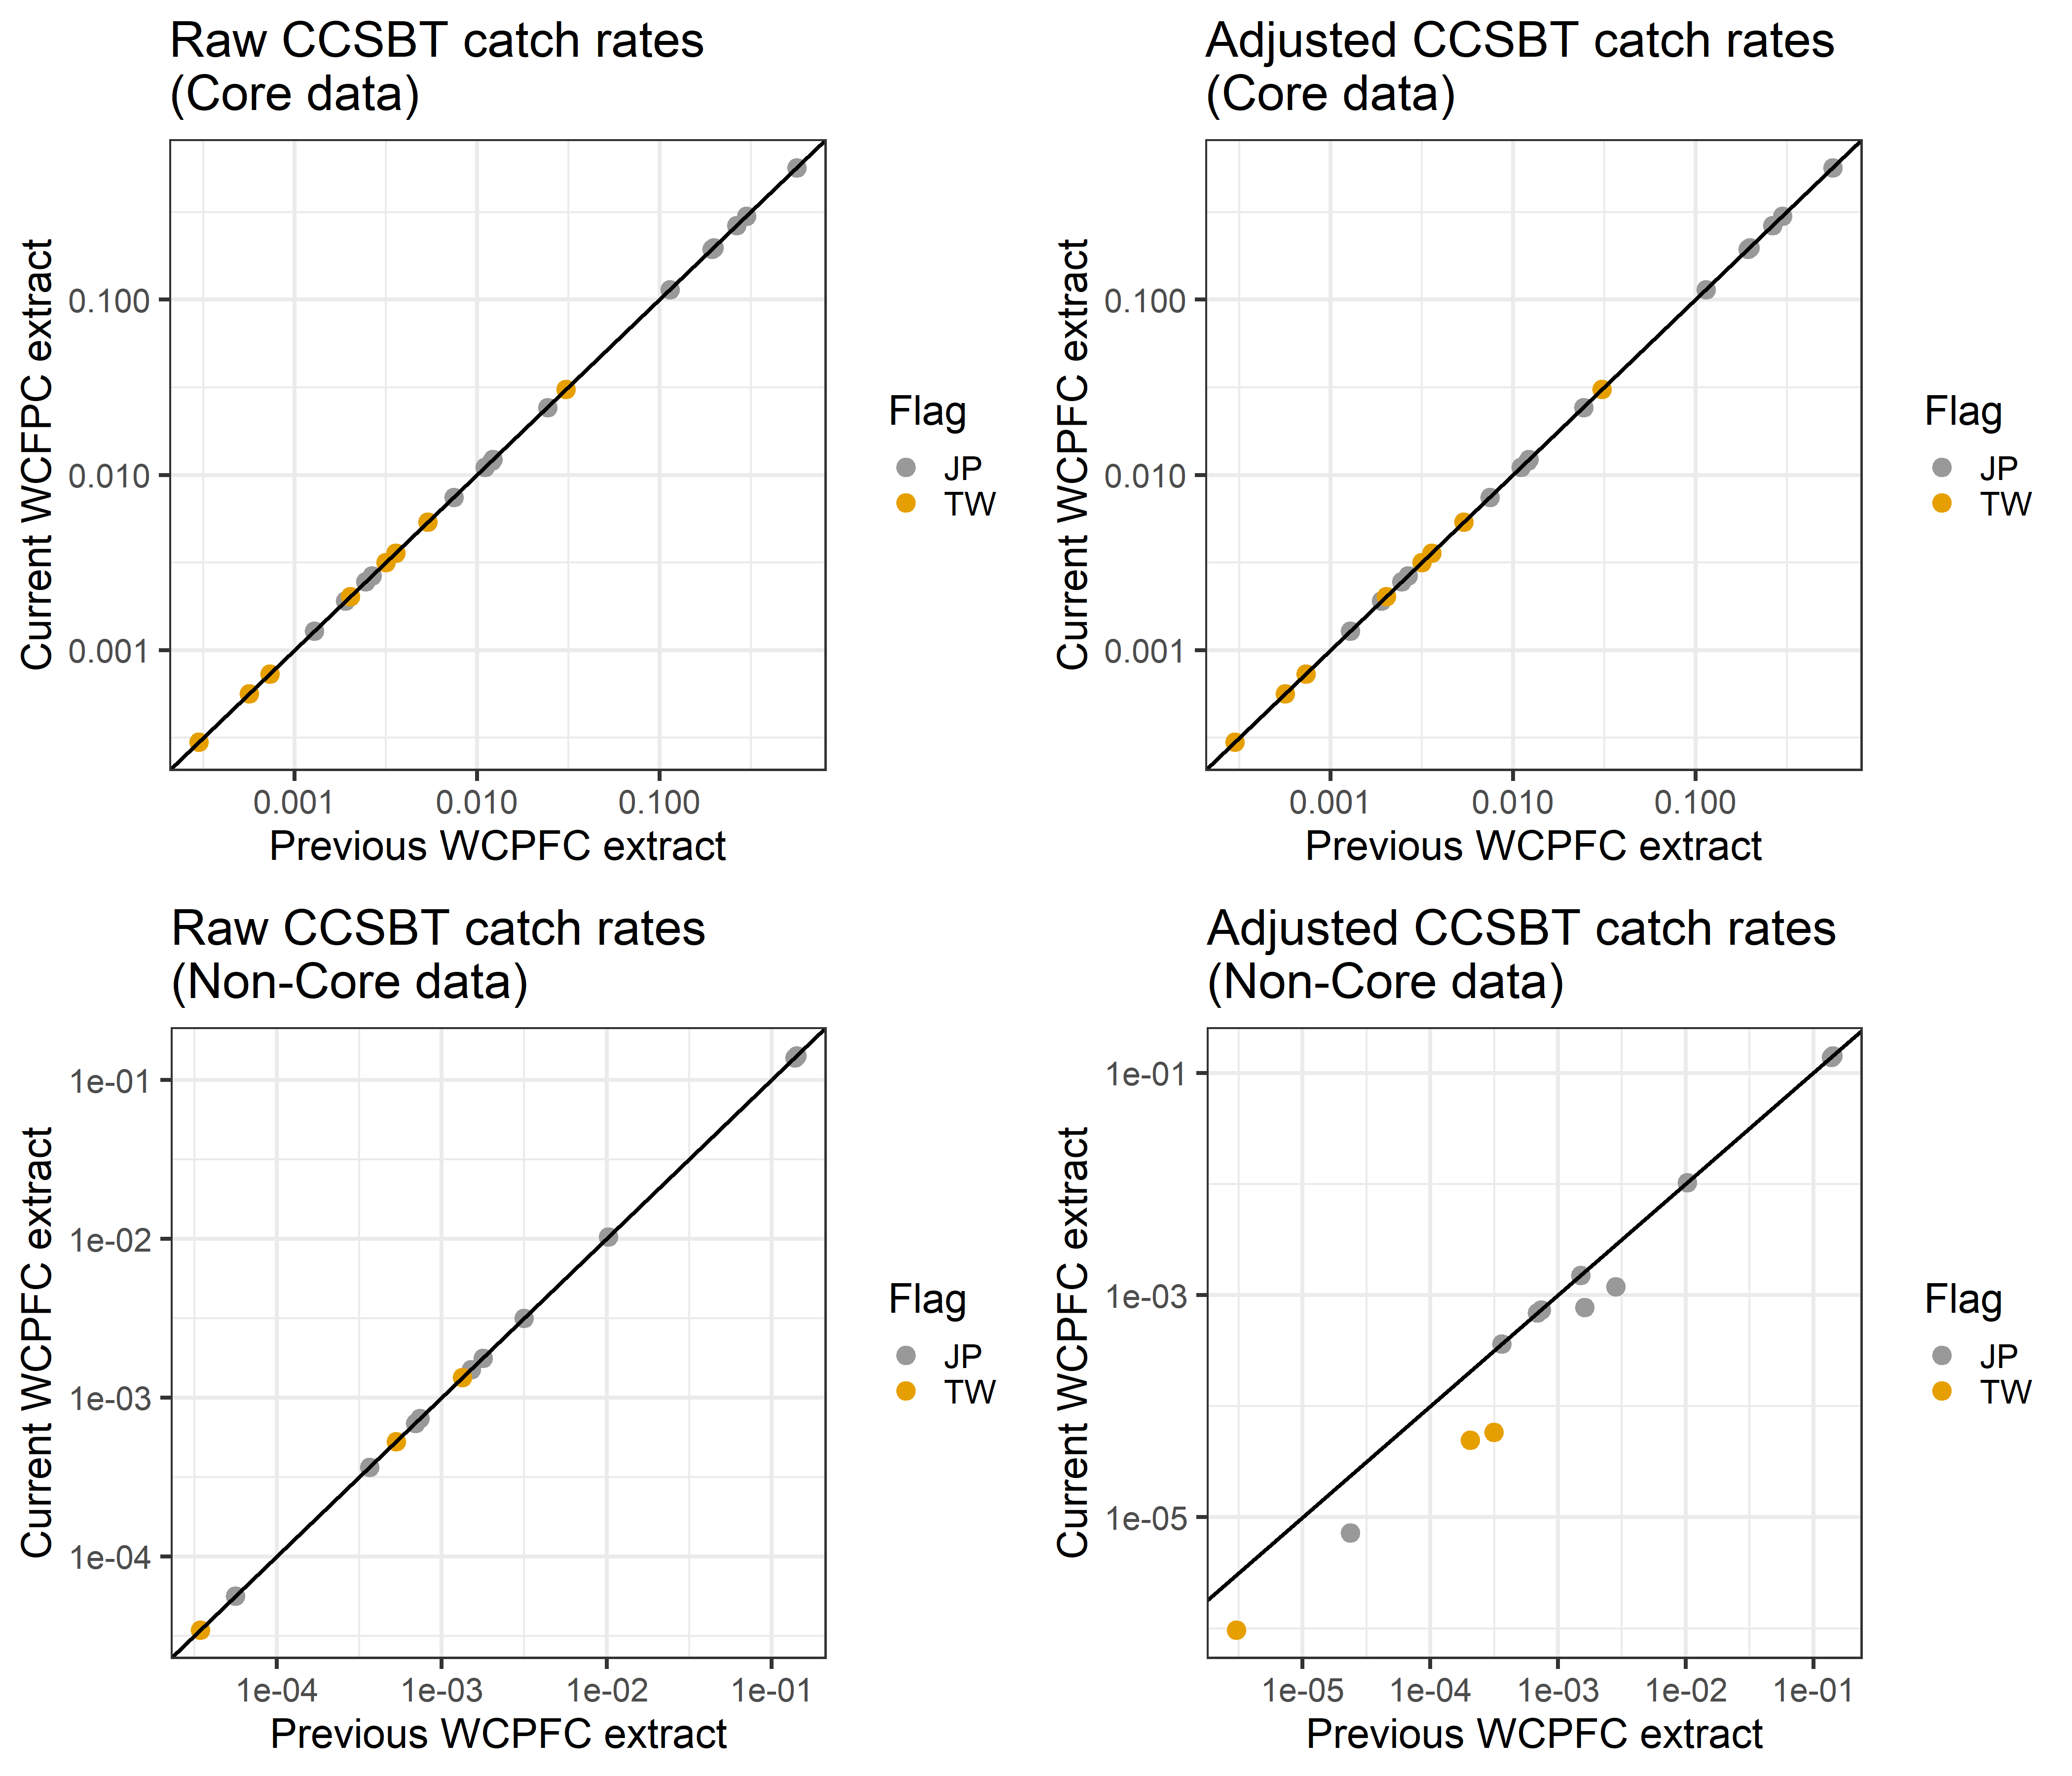 Raw CCSBT catch rates
(Core data)
Current WCFPC extract
0.100
0.010
0.001
0.001 0.010 0.100
Previous WCPFC extract
Flag
JP
TW
Adjusted CCSBT catch rates
(Core data)
Current WCPFC extract
0.100
0.010
0.001
0.001 0.010 0.100
Previous WCPFC extract
Flag
JP
TW
Raw CCSBT catch rates
(Non-Core data)
Current WCPFC extract
1e-01
1e-02
1e-03
1e-04
1e-04 1e-03 1e-02 1e-01
Previous WCPFC extract
Flag
JP
TW
Adjusted CCSBT catch rates
(Non-Core data)
Current WCPFC extract
1e-01
1e-03
1e-05
1e-05 1e-04 1e-03 1e-02 1e-01
Previous WCPFC extract
Flag
JP
TW